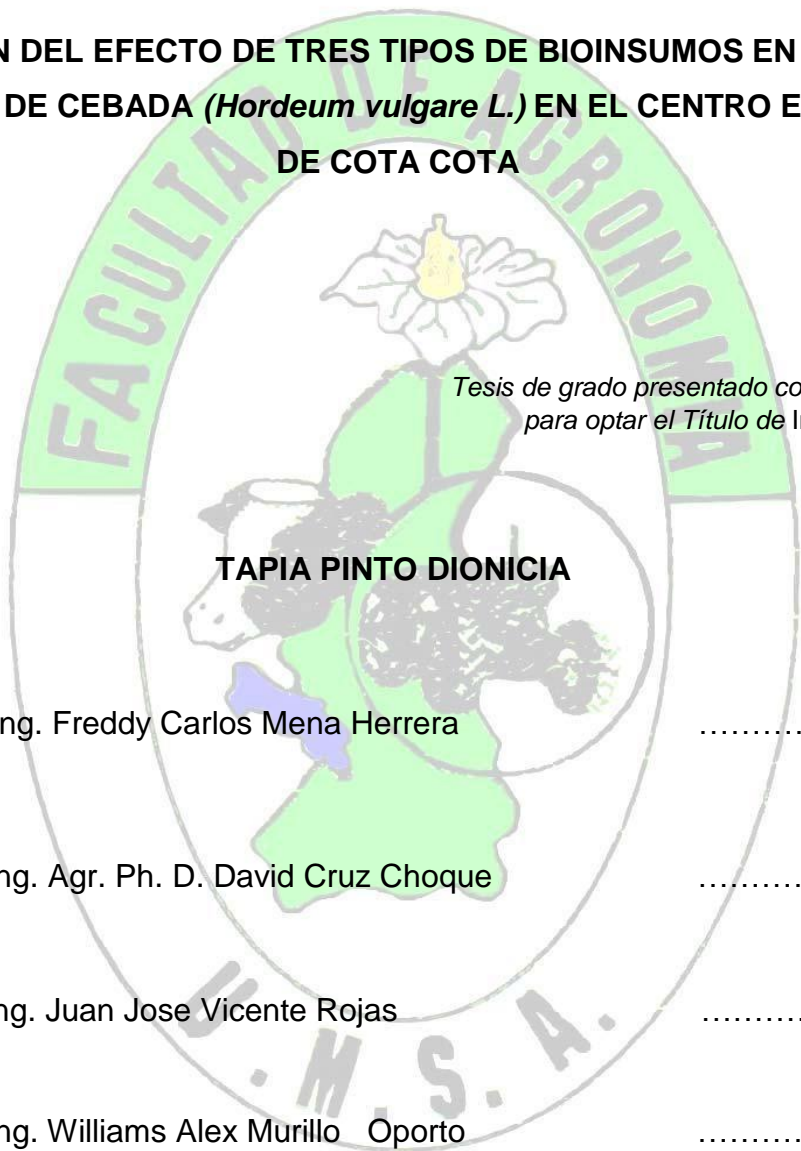 N DEL EFECTO DE TRES TIPOS DE BIOINSUMOS EN
DE CEBADA (Hordeum vulgare L.) EN EL CENTRO E
DE COTA COTA
FACULTAD DE AGRONOMIA
Tesis de grado presentado co
para optar el Título de I
TAPIA PINTO DIONICIA
ng. Freddy Carlos Mena Herrera …………
ng. Agr. Ph. D. David Cruz Choque …………
ng. Juan Jose Vicente Rojas …………
ng. Williams Alex Murillo Oporto …………
U.M.S.A.